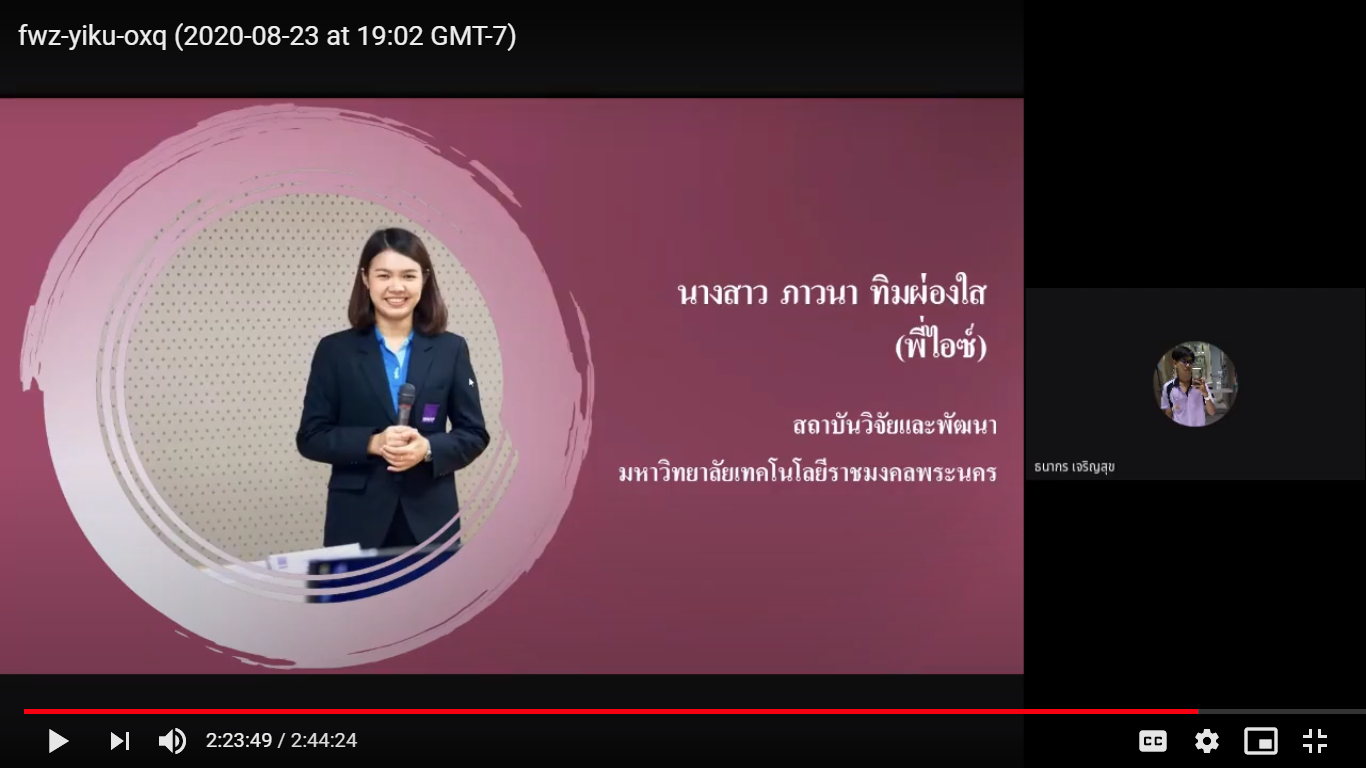 fwz-yiku-oxq (2020-08-23 at 19:02 GMT-7)
นางสาว ภาวนา ทิมผ่องใส
(พี่ไอซ์)
สถาบันวิจัยและพัฒนา
มหาวิทยาลัยเทคโนโลยีราชมงคลพระนคร
ธนากร เจริญสุข
2:23:49 / 2:44:24
CC